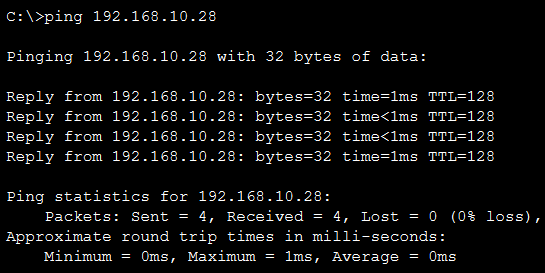 C:\>ping 192.168.10.28
Pinging 192.168.10.28 with 32 bytes of data:
Reply from 192.168.10.28: bytes=32 time=1ms TTL=128
Reply from 192.168.10.28: bytes=32 time<1ms TTL=128
Reply from 192.168.10.28: bytes=32 time<1ms TTL=128
Reply from 192.168.10.28: bytes=32 time=1ms TTL=128
Ping statistics for 192.168.10.28:
    Packets: Sent = 4, Received = 4, Lost = 0 (0% loss),
Approximate round trip times in milli-seconds:
    Minimum = 0ms, Maximum = 1ms, Average = 0ms